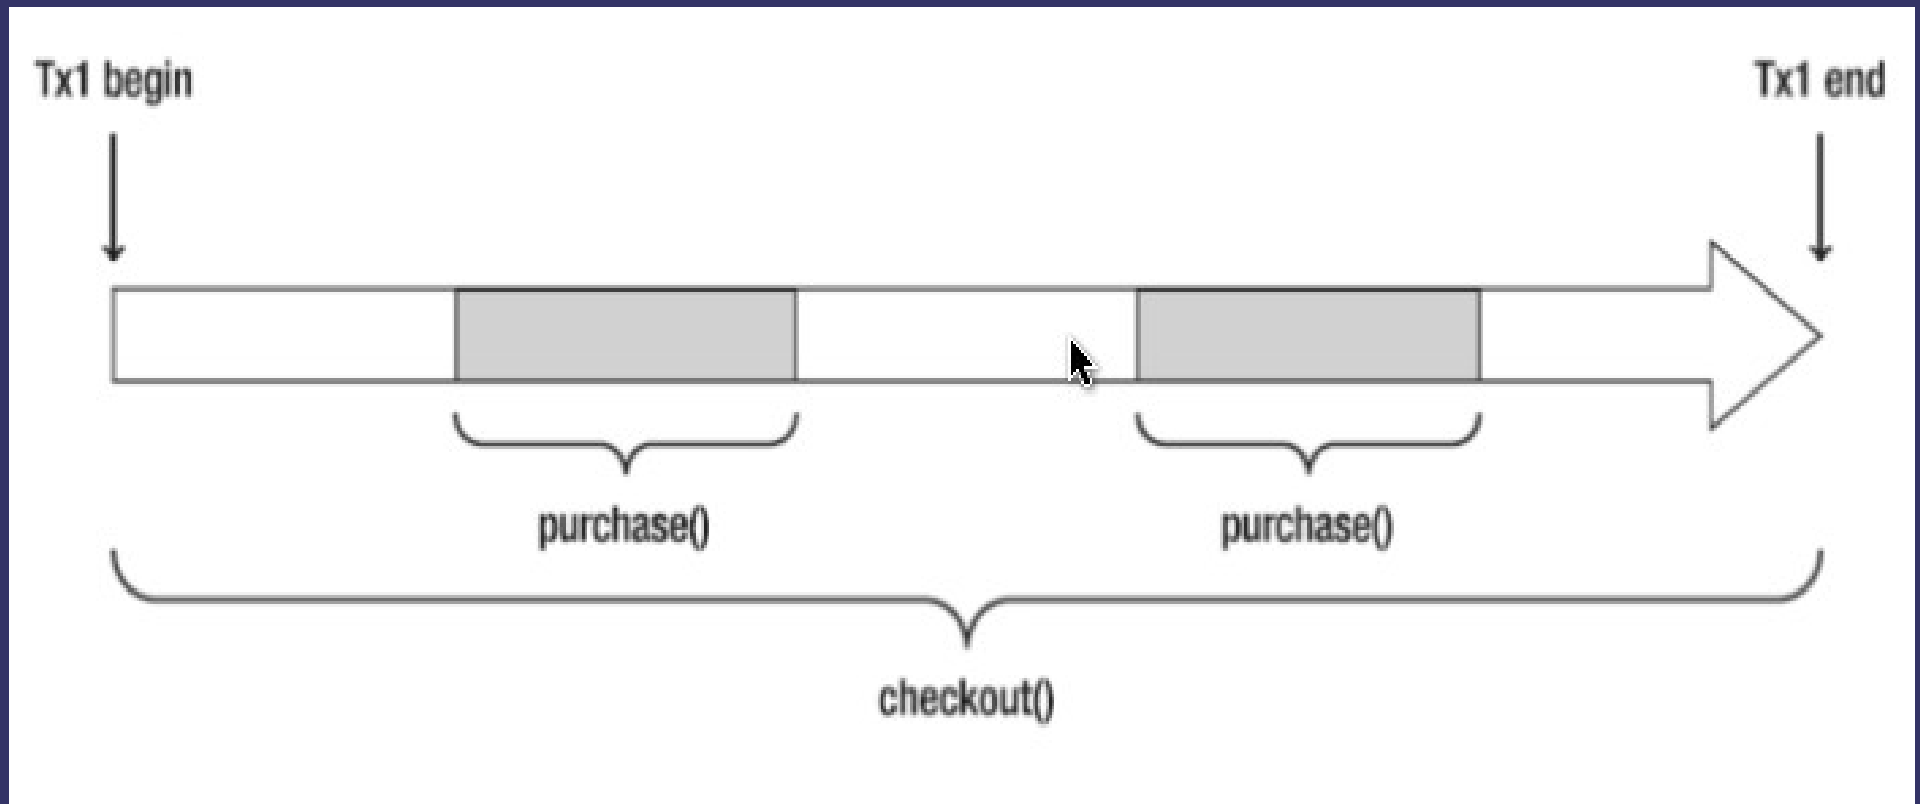 Tx1 begin
Tx1 end
purchase()
purchase()
checkout()